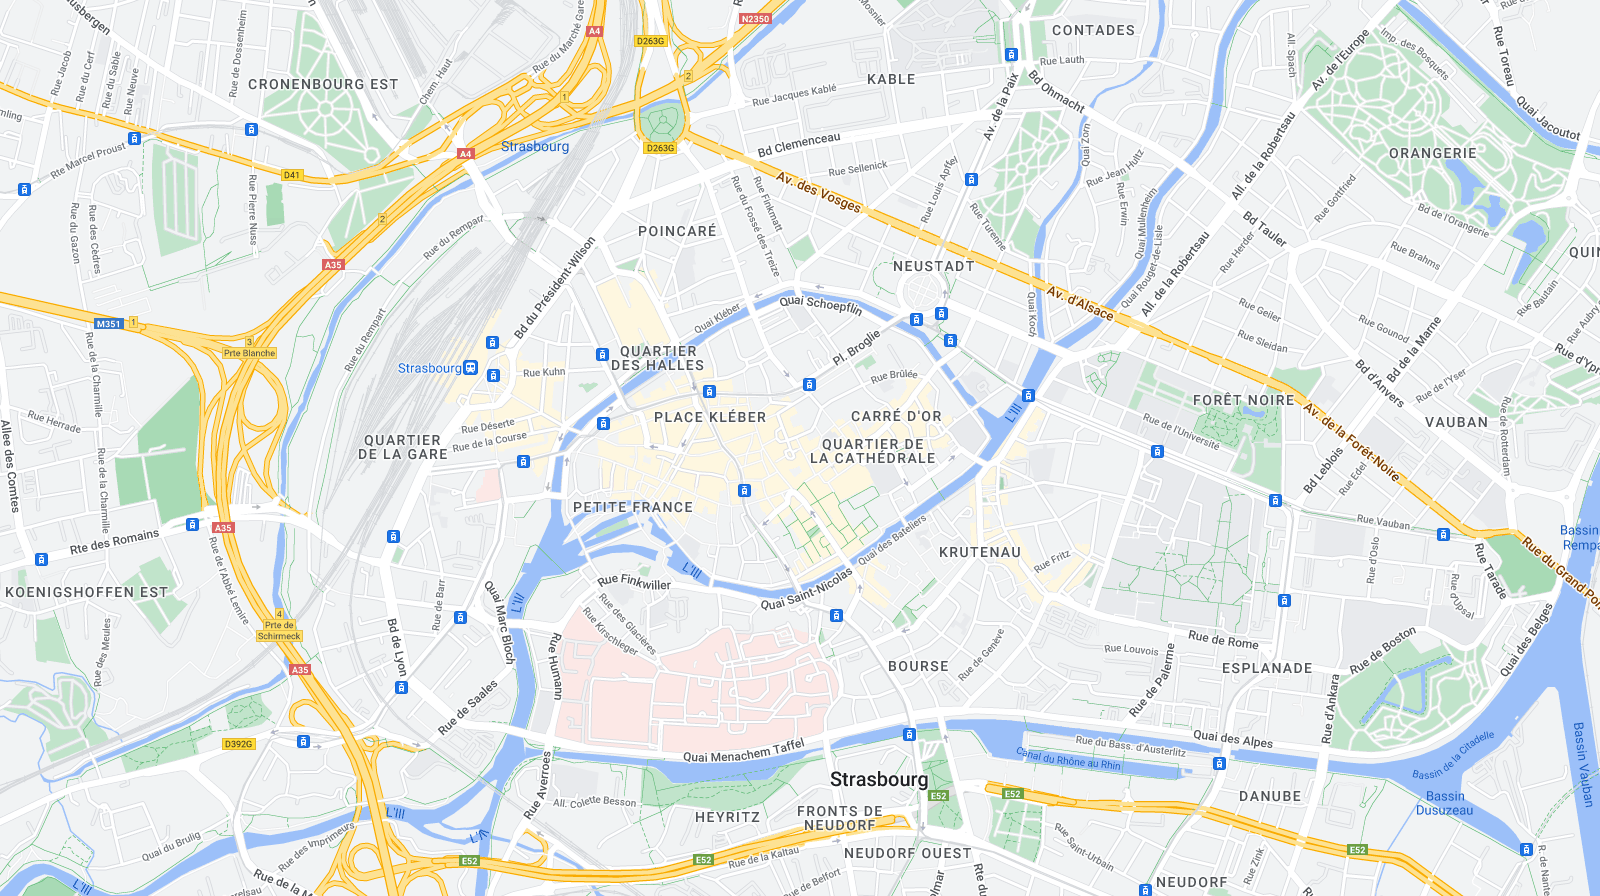 N2350
A4
D263G
CONTADES
Rue Lauth
KABLE
Rue Jacques Kablé
Bd Ohmacht
Av. de la Paix
Av. de l'Europe
Imp. des Bosquets
All. Spach
Rue Toreau
Quai Jacoutot
ORANGERIE
Rue Jacob
Rue du Cerf
Rue du Sable
Rue Neuve
Rue de Dossenheim
CRONENBOURG EST
Chem. Haut
Rue du Marché Gare
2
1
Strasbourg
D263G
A4
Bd Clemenceau
Rue Sellenick
Av. des Vosges
Rue Louis Apffel
Rue Turenne
Quai Zorn
Rue Jean Hultz
Rue Erwin
Quai Mullenheim
Quai Rouget-de-Lisle
All. de la Robertsau
All. de la Robertsau
Bd Tauler
Rue Gottfried
Rue Herder
Bd de l'Orangerie
Rue Brahms
Rue Bautain
Rte Marcel Proust
D41
Rue Pierre Nuss
Rue des Cèdres
Rue du Gazon
2
A35
Rue du Rempart
Rue du Rempart
Bd du Président-Wilson
POINCARÉ
Rue Finkmatt
Rue du Fossé des Treize
NEUSTADT
Av. d'Alsace
Quai Koch
Rue Geiler
Rue Sleidan
Rue Gounod
Bd de la Marne
Rue de l'Yser
Bd d'Anvers
M351
1
3
Prte Blanche
Rue de la Charmille
Rue de la Charmille
Rue Herrade
Allee des Comtes
Strasbourg
Rue Kuhn
Quai Kléber
Quai Schoepflin
Pl. Broglie
QUARTIER
DES HALLES
Rue Brûlée
PLACE KLÉBER
CARRÉ D'OR
QUARTIER DE
LA CATHÉDRALE
L'Ill
FORÊT NOIRE
Av. de la Forêt-Noire
VAUBAN
Rue de Rotterdam
Rue de l'Université
Bd Leblois
Rue Edel
Rue Déserte
Rue de la Course
QUARTIER
DE LA GARE
PETITE FRANCE
L'Ill
Quai des Bateliers
Quai Saint-Nicolas
Rue Finkwiller
KRUTENAU
Rue Fritz
Rue Vauban
Rue d'Oslo
Rue Tarade
Rue d'Upsal
Rue du Grand Pon
Bassin
Rempa
Quai des Belges
A35
Rte des Romains
KOENIGSHOFFEN EST
Rue de l'Abbé Lemire
Rue des Meules
4
Prte de
Schirmeck
A35
Bd de Lyon
Rue de Barr
Quai Marc Bloch
L'Ill
Rue Humann
Rue Kirschleger
Rue des Glacières
Rue de Saales
BOURSE
Rue de Genève
Rue Louvois
Rue de Rome
Rue de Palerme
ESPLANADE
Rue de Boston
Rue d'Ankara
D392G
Quai Menachem Taffel
Quai des Alpes
Rue du Bass. d'Austerlitz
Canal du Rhône au Rhin
Bassin de la Citadelle
Bassin Vauban
Bassin
Dusuzeau
Strasbourg
E52
E52
DANUBE
FRONTS DE
NEUDORF
HEYRITZ
Rue Averroes
All. Colette Besson
L'Ill
Quai du Brulig
Rue des Imprimeurs
E52
E52
Rue de la Kaltau
Rue de Belfort
NEUDORF OUEST
Rue Saint-Urbain
NEUDORF
Rue Zink
E52
R. de Nante
L'Ill